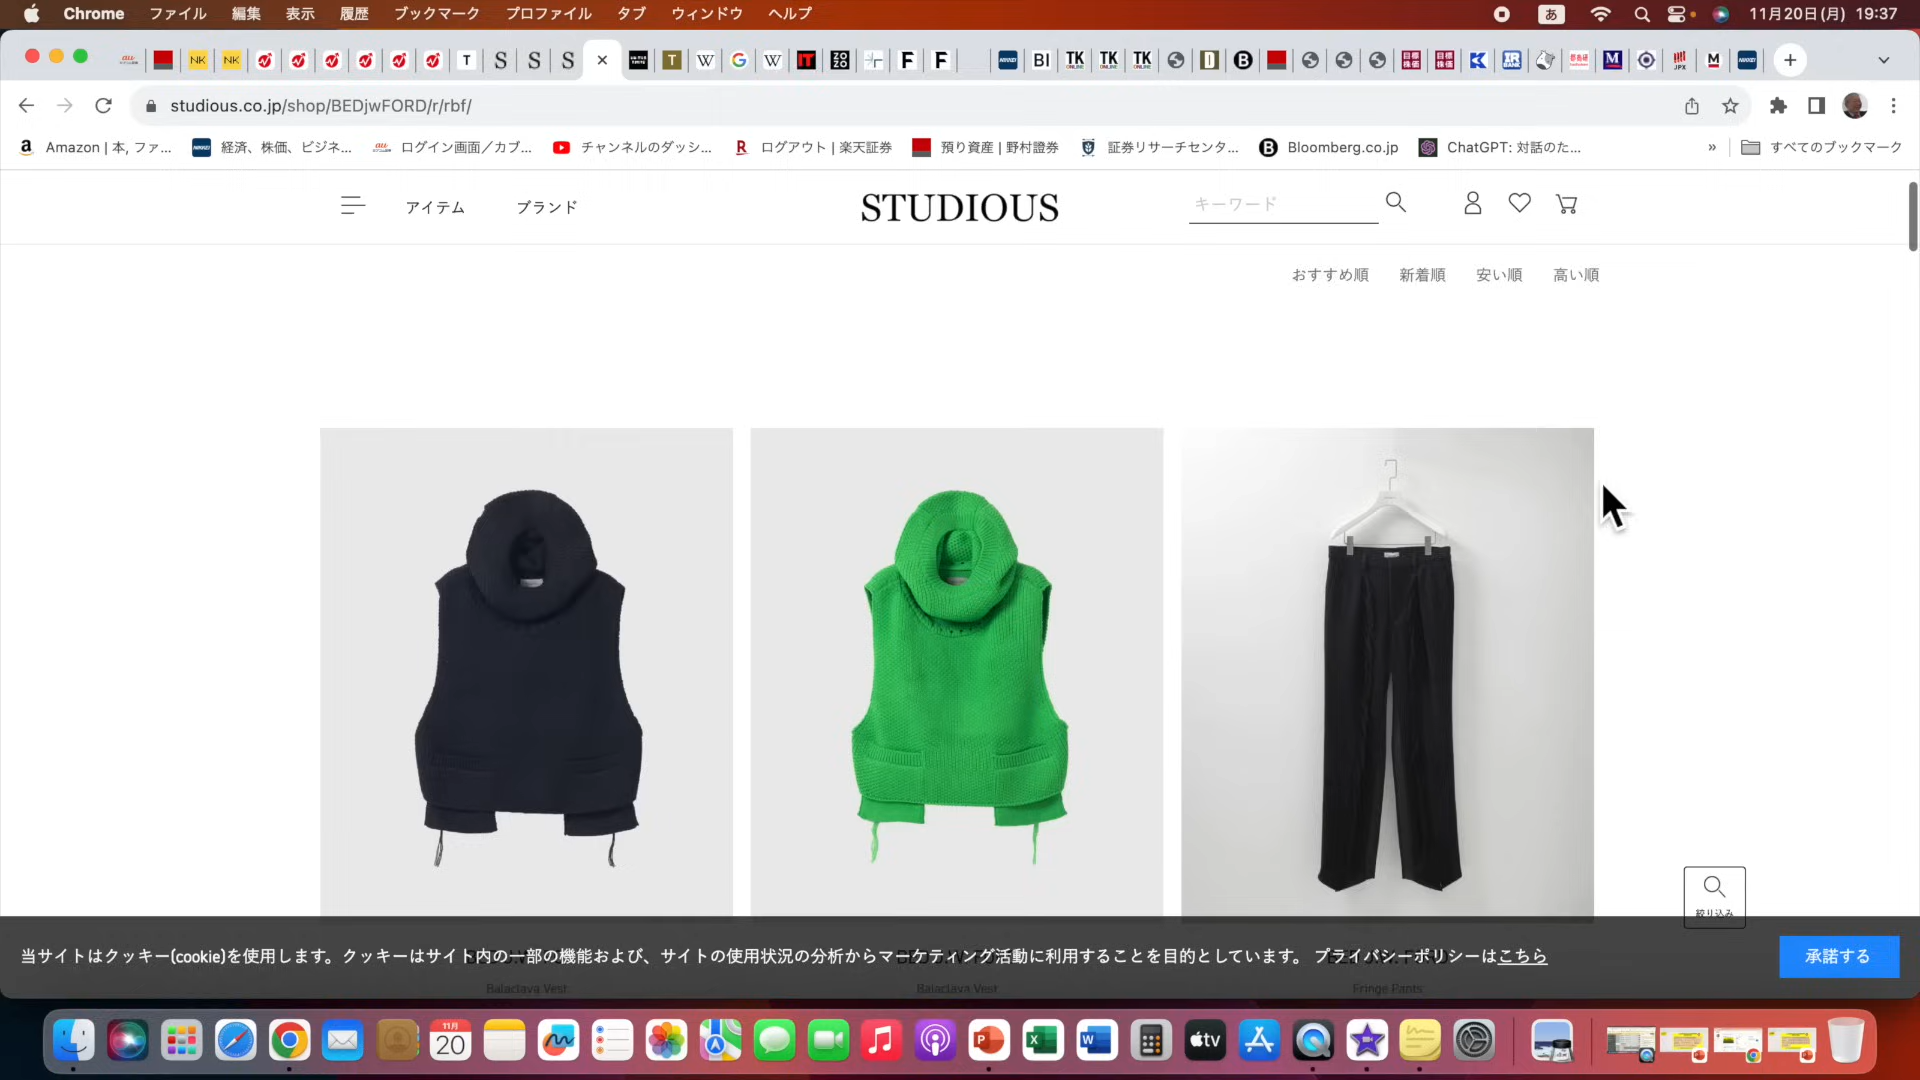 Chrome ファイル 編集 表示 履歴 ブックマーク プロファイル タブ ウィンドウ ヘルプ あ 11月20日(月) 19:37
studious.co.jp/shop/BEDjwFORD/r/rbf/
Amazon | 本, ファ... 経済、株価、ビジネ... ログイン画面／カブ... チャンネルのダッシ... ログアウト | 楽天証券 預り資産 | 野村證券 証券リサーチセンタ... Bloomberg.co.jp ChatGPT: 対話のた... » すべてのブックマーク
アイテム ブランド STUDIOUS キーワード
おすすめ順 新着順 安い順 高い順
絞り込み
当サイトはクッキー(cookie)を使用します。クッキーはサイト内の一部の機能および、サイトの使用状況の分析からマーケティング活動に利用することを目的としています。 プライバシーポリシーはこちら 承諾する
Balaclava Vest Balaclava Vest Fringe Pants
11月
20
tv